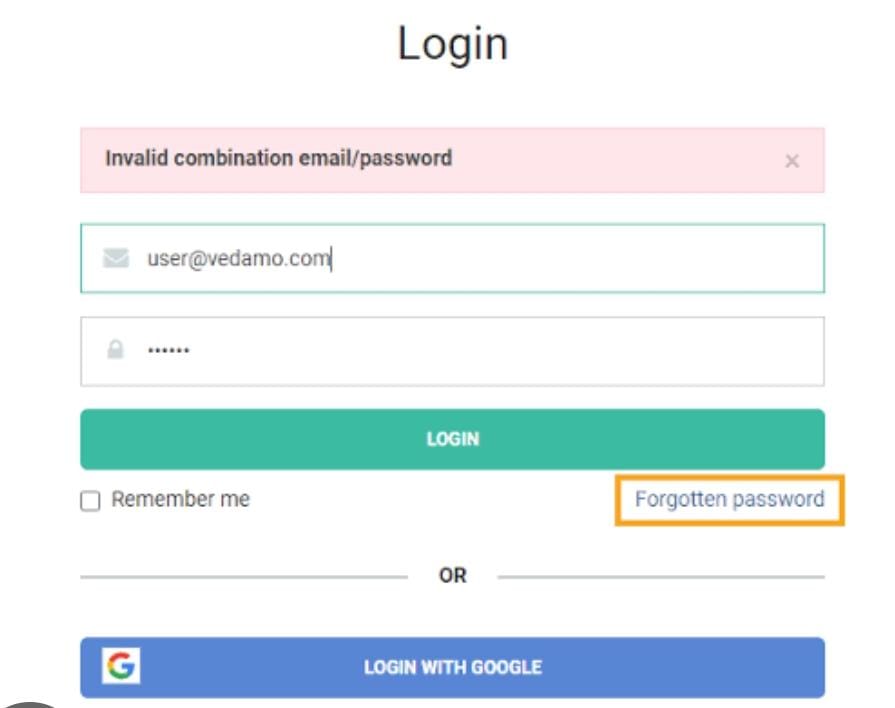 Login
Invalid combination email/password ×
user@vedamo.com
••••••
LOGIN
Remember me Forgotten password
OR
G LOGIN WITH GOOGLE